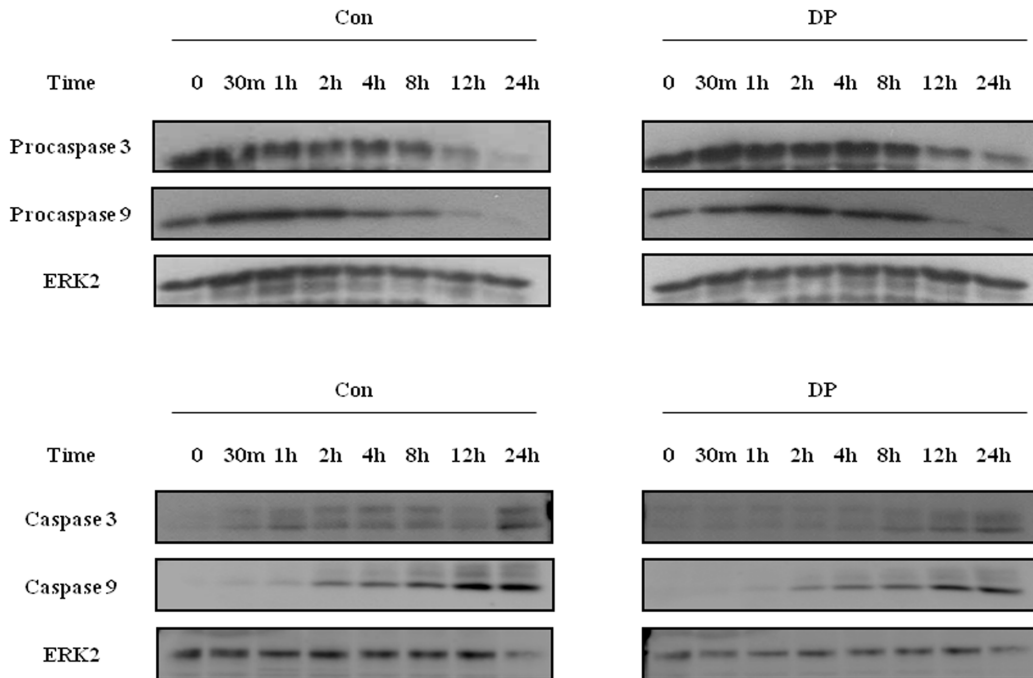 Con DP
Time 0 30m 1h 2h 4h 8h 12h 24h 0 30m 1h 2h 4h 8h 12h 24h
Procaspase 3
Procaspase 9
ERK2
Con DP
Time 0 30m 1h 2h 4h 8h 12h 24h 0 30m 1h 2h 4h 8h 12h 24h
Caspase 3
Caspase 9
ERK2